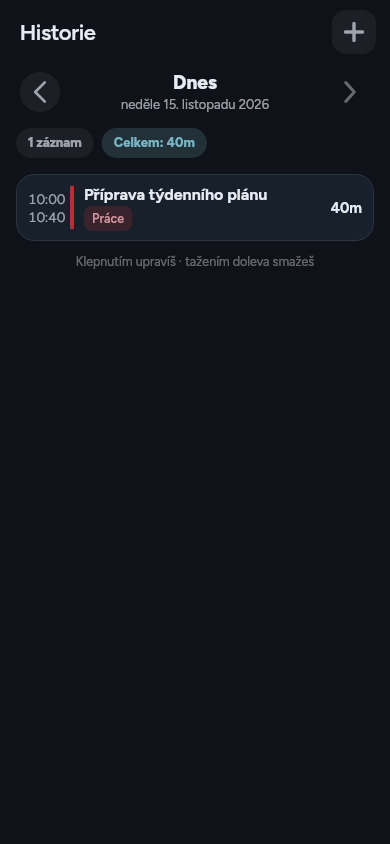 Historie
Dnes
neděle 15. listopadu 2026
1 záznam
Celkem: 40m
10:00
10:40
Příprava týdenního plánu
Práce
40m
Klepnutím upravíš · tažením doleva smažeš